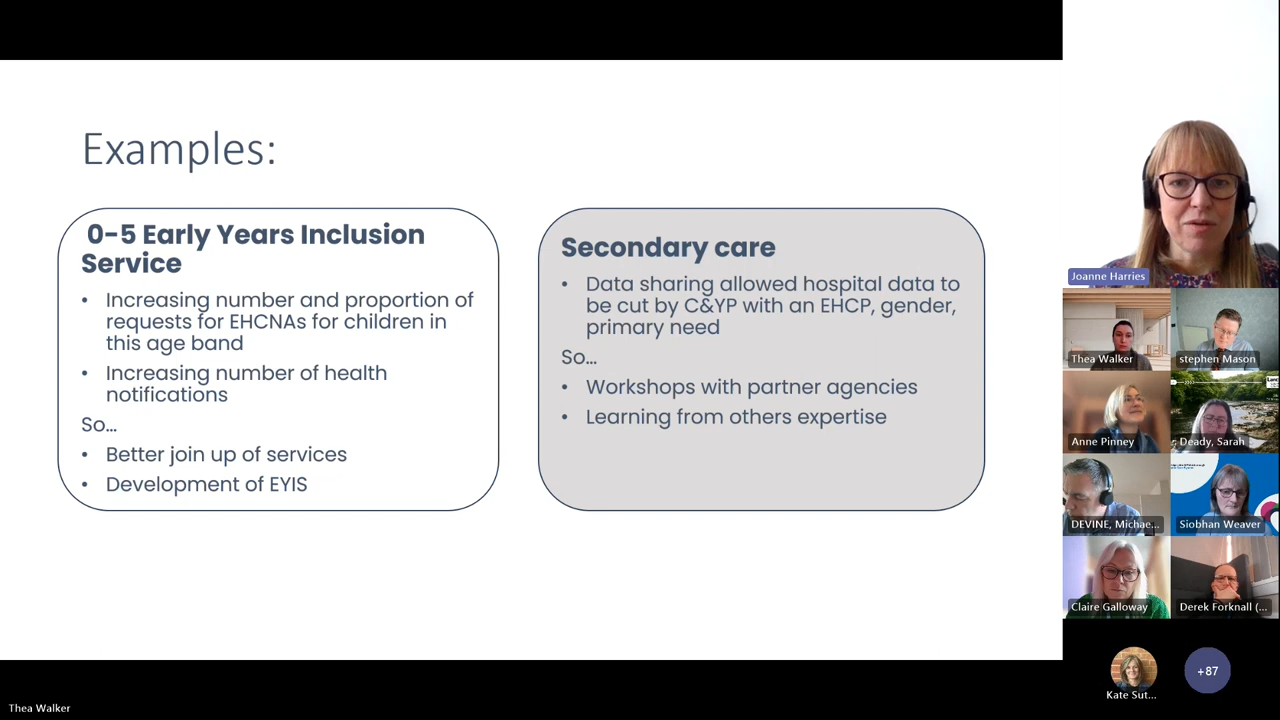 Examples:
0-5 Early Years Inclusion
Service
• Increasing number and proportion of
requests for EHCNAs for children in
this age band
• Increasing number of health
notifications
So…
• Better join up of services
• Development of EYIS
Secondary care
• Data sharing allowed hospital data to
be cut by C&YP with an EHCP, gender,
primary need
So…
• Workshops with partner agencies
• Learning from others expertise
Joanne Harries
Thea Walker
stephen Mason
Anne Pinney
Deady, Sarah
DEVINE, Michae...
Siobhan Weaver
Claire Galloway
Derek Forknall (...
Kate Sut...
+87
Thea Walker